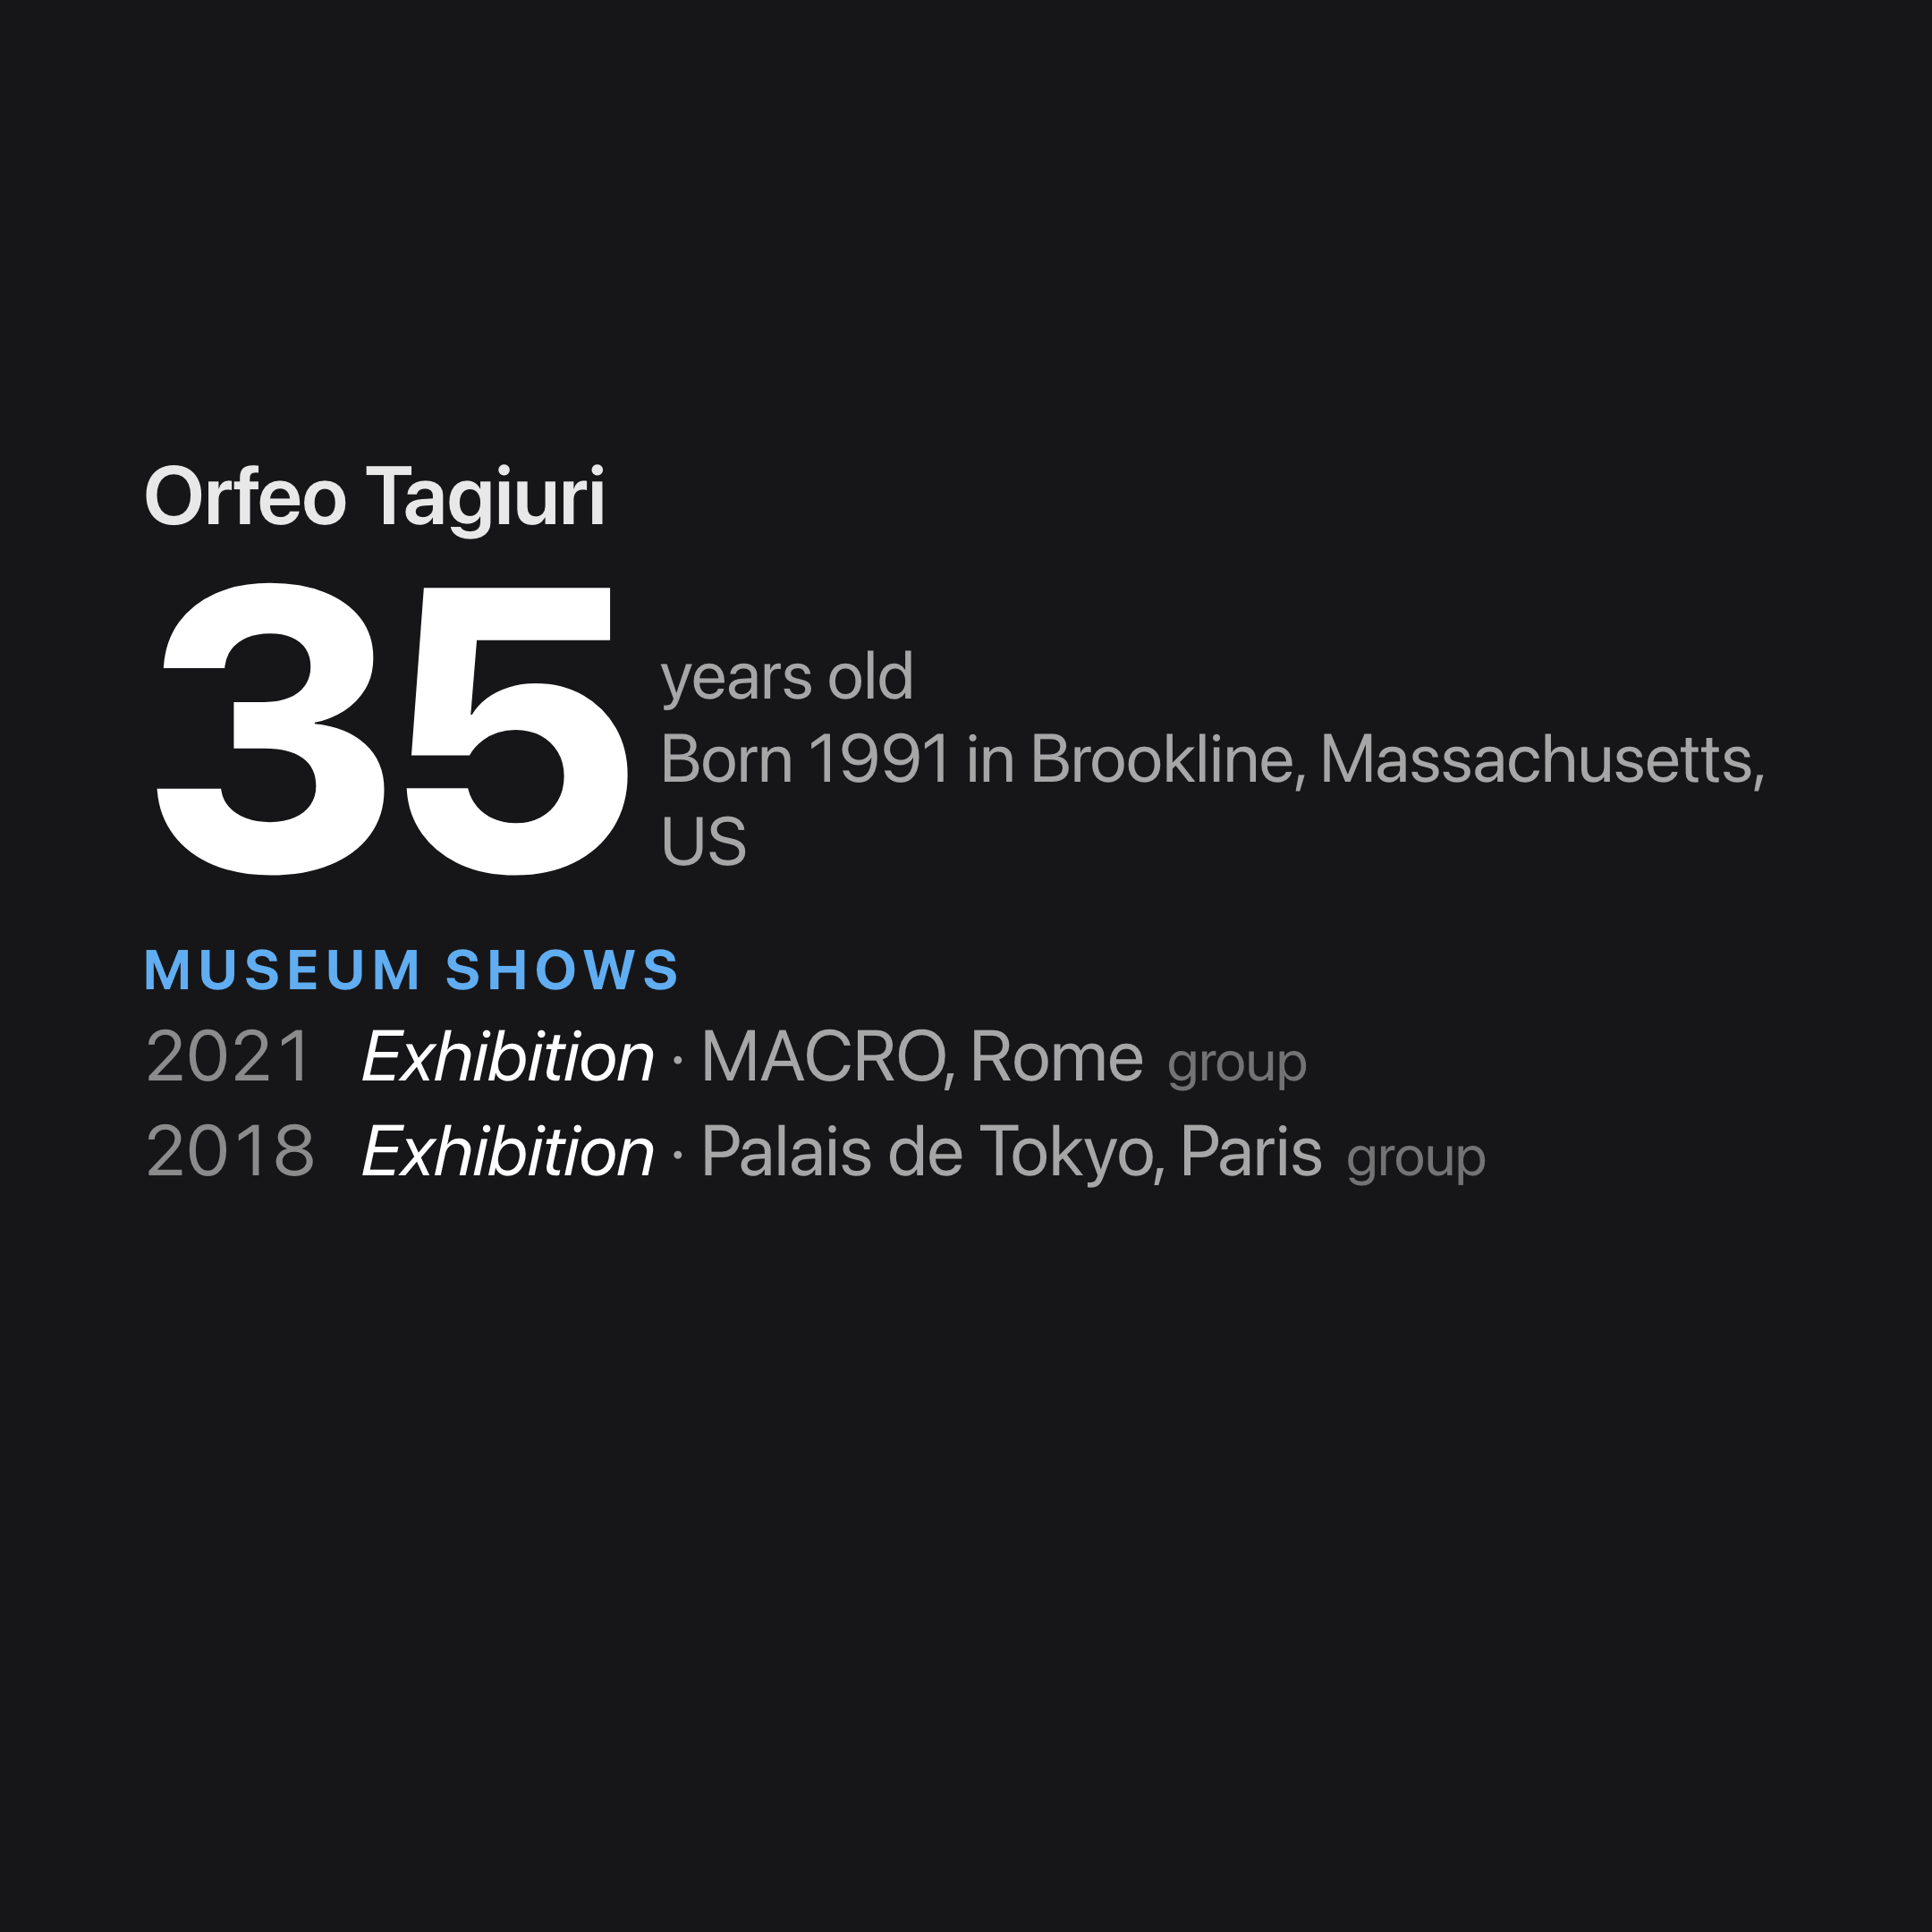 Orfeo Tagiuri
35 years old
Born 1991 in Brookline, Massachusetts,
US
MUSEUM SHOWS
2021 Exhibition · MACRO, Rome group
2018 Exhibition · Palais de Tokyo, Paris group